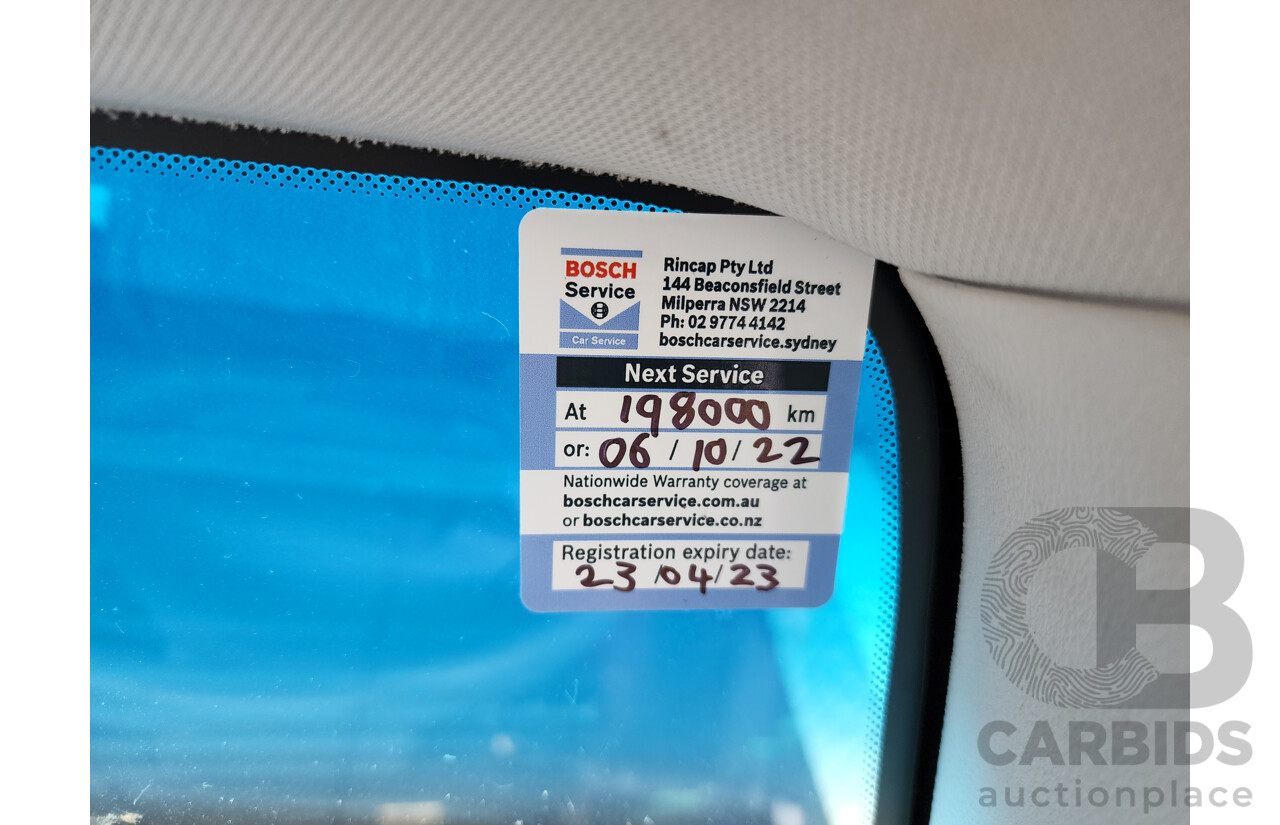 BOSCH
Service
Car Service
Rincap Pty Ltd
144 Beaconsfield Street
Milperra NSW 2214
Ph: 02 9774 4142
boschcarservice.sydney
Next Service
At 198000 km
or: 06 / 10 / 22
Nationwide Warranty coverage at
boschcarservice.com.au
or boschcarservice.co.nz
Registration expiry date:
23 / 04 / 23
CB
CARBIDS
auctionplace